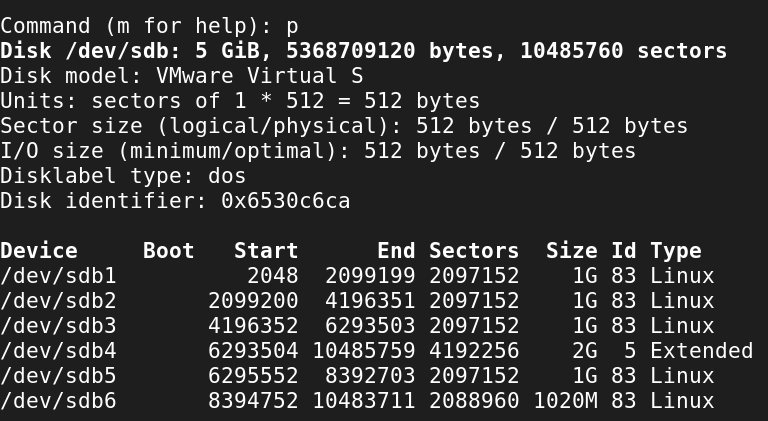 Command (m for help): p
Disk /dev/sdb: 5 GiB, 5368709120 bytes, 10485760 sectors
Disk model: VMware Virtual S
Units: sectors of 1 * 512 = 512 bytes
Sector size (logical/physical): 512 bytes / 512 bytes
I/O size (minimum/optimal): 512 bytes / 512 bytes
Disklabel type: dos
Disk identifier: 0x6530c6ca

Device     Boot   Start      End Sectors  Size Id Type
/dev/sdb1          2048  2099199 2097152    1G 83 Linux
/dev/sdb2       2099200  4196351 2097152    1G 83 Linux
/dev/sdb3       4196352  6293503 2097152    1G 83 Linux
/dev/sdb4       6293504 10485759 4192256    2G  5 Extended
/dev/sdb5       6295552  8392703 2097152    1G 83 Linux
/dev/sdb6       8394752 10483711 2088960 1020M 83 Linux